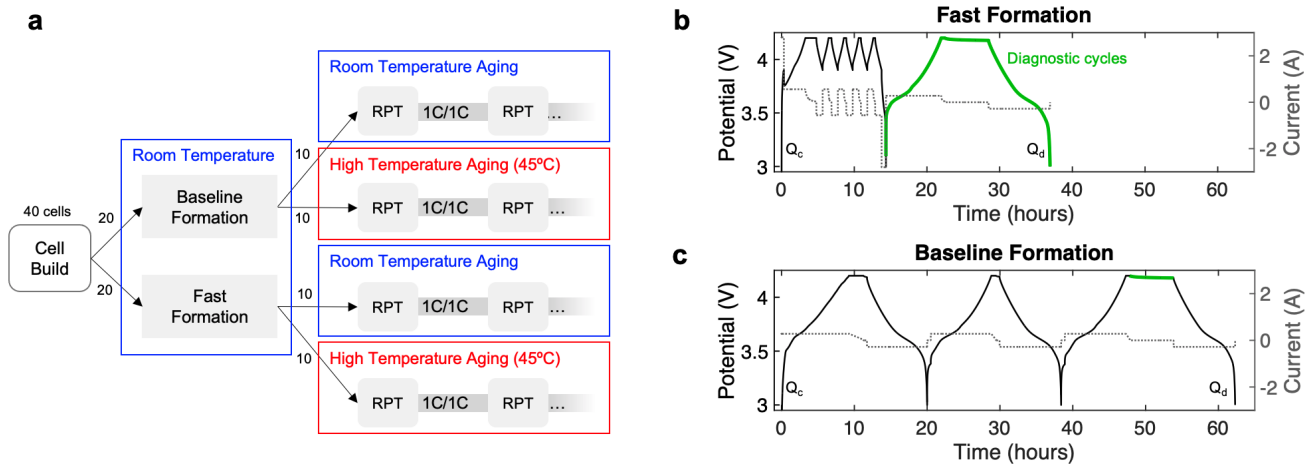 a
40 cells
Cell
Build
20
20
Room Temperature
Baseline
Formation
Fast
Formation
10
10
10
10
Room Temperature Aging
RPT
1C/1C
RPT
...
High Temperature Aging (45ºC)
RPT
1C/1C
RPT
...
Room Temperature Aging
RPT
1C/1C
RPT
...
High Temperature Aging (45ºC)
RPT
1C/1C
RPT
...
b
Fast Formation
Potential (V)
4
3.5
3
Diagnostic cycles
Qc
Qd
2
0
-2
Current (A)
0 10 20 30 40 50 60
Time (hours)
c
Baseline Formation
Potential (V)
4
3.5
3
Qc
Qd
2
0
-2
Current (A)
0 10 20 30 40 50 60
Time (hours)